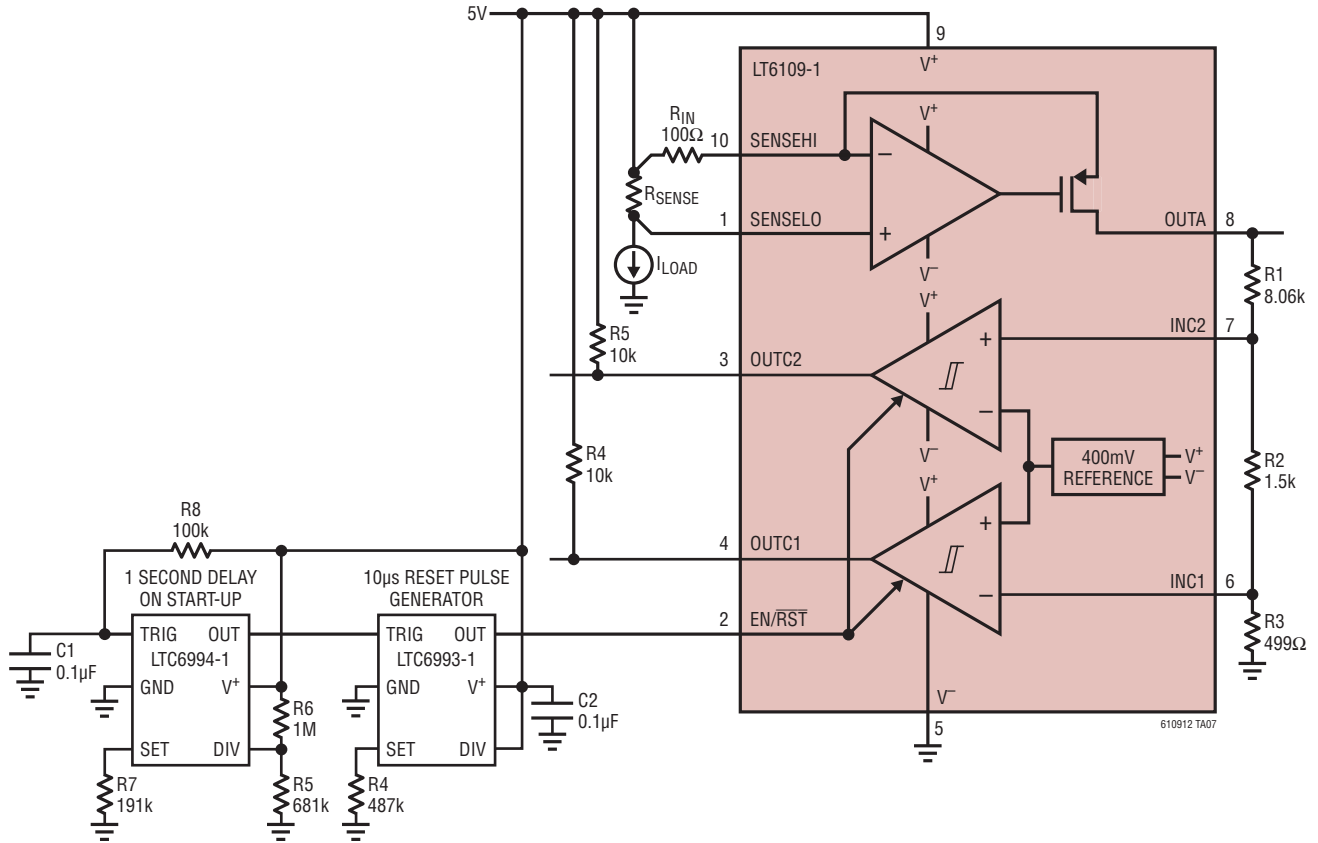 5V
9
LT6109-1
V+
RIN
100Ω
10
SENSEHI
V+
−
RSENSE
1
SENSELO
+
OUTA
8
V−
ILOAD
R1
8.06k
V+
R5
10k
INC2
7
+
3
OUTC2
−
V−
R4
10k
400mV
REFERENCE
V+
V−
R2
1.5k
V+
+
R8
100k
4
OUTC1
INC1
6
−
1 SECOND DELAY
ON START-UP
10µs RESET PULSE
GENERATOR
R3
499Ω
2
EN/RST
C1
0.1µF
TRIG
OUT
LTC6994-1
GND
V+
SET
DIV
TRIG
OUT
LTC6993-1
GND
V+
SET
DIV
R6
1M
C2
0.1µF
V−
5
610912 TA07
R7
191k
R5
681k
R4
487k